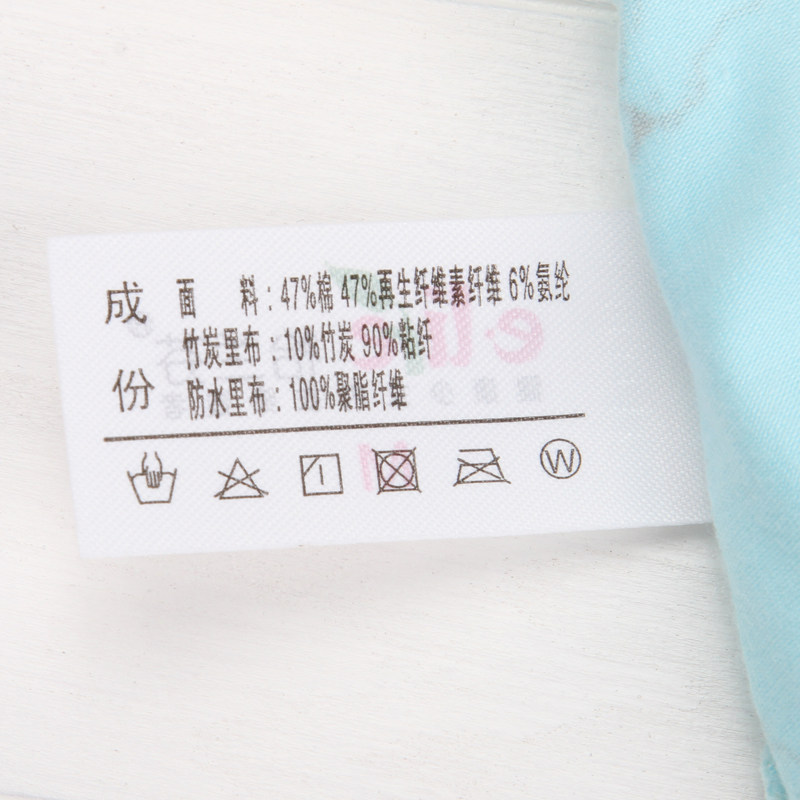 成 面 料：47%棉 47%再生纤维素纤维 6%氨纶
竹炭里布：10%竹炭 90%粘纤
份 防水里布：100%聚脂纤维
W